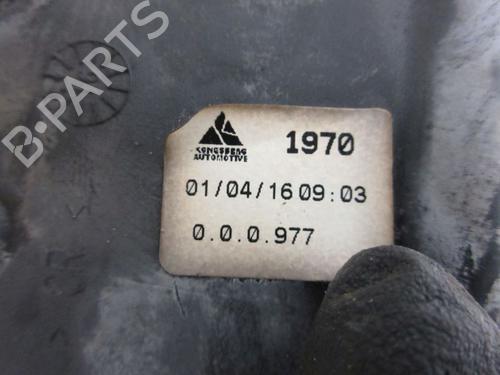 B-PARTS
1970
KONGSBERG
AUTOMOTIVE
01/04/16 09:03
0.0.0.977